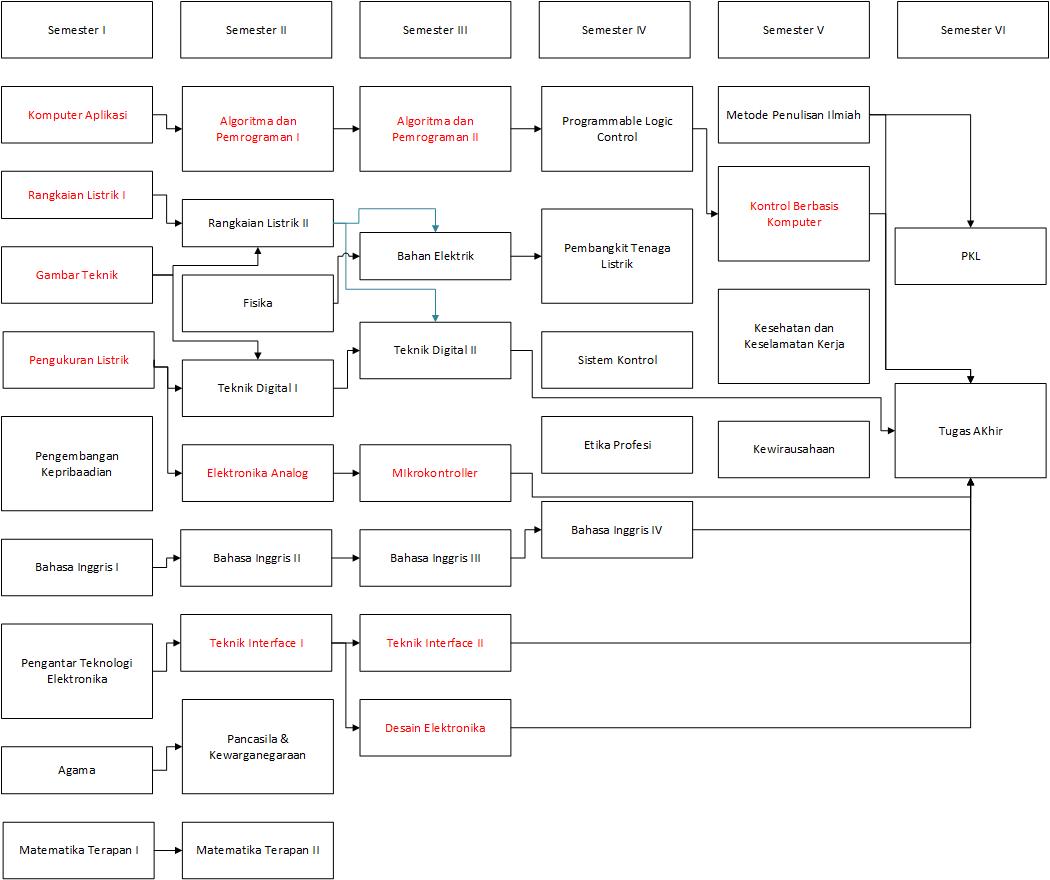 Semester I
Semester II
Semester III
Semester IV
Semester V
Semester VI
Komputer Aplikasi
Algoritma dan
Pemrograman I
Algoritma dan
Pemrograman II
Programmable Logic
Control
Metode Penulisan Ilmiah
Rangkaian Listrik I
Rangkaian Listrik II
Kontrol Berbasis
Komputer
Gambar Teknik
Fisika
Bahan Elektrik
Pembangkit Tenaga
Listrik
PKL
Pengukuran Listrik
Teknik Digital I
Teknik Digital II
Sistem Kontrol
Kesehatan dan
Keselamatan Kerja
Pengembangan
Kepribaadian
Elektronika Analog
MIkrokontroller
Etika Profesi
Kewirausahaan
Tugas AKhir
Bahasa Inggris I
Bahasa Inggris II
Bahasa Inggris III
Bahasa Inggris IV
Pengantar Teknologi
Elektronika
Teknik Interface I
Teknik Interface II
Agama
Pancasila &
Kewarganegaraan
Desain Elektronika
Matematika Terapan I
Matematika Terapan II